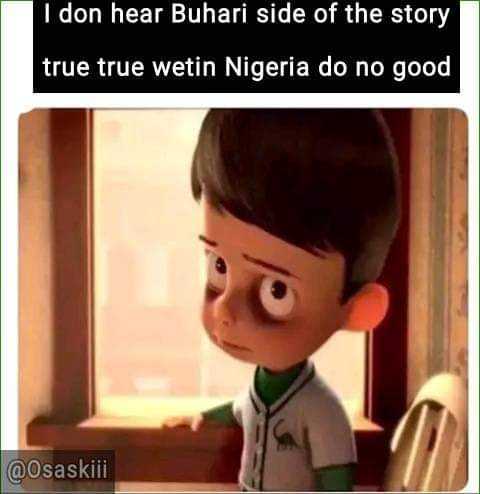 I don hear Buhari side of the story
true true wetin Nigeria do no good
@Osaskiii